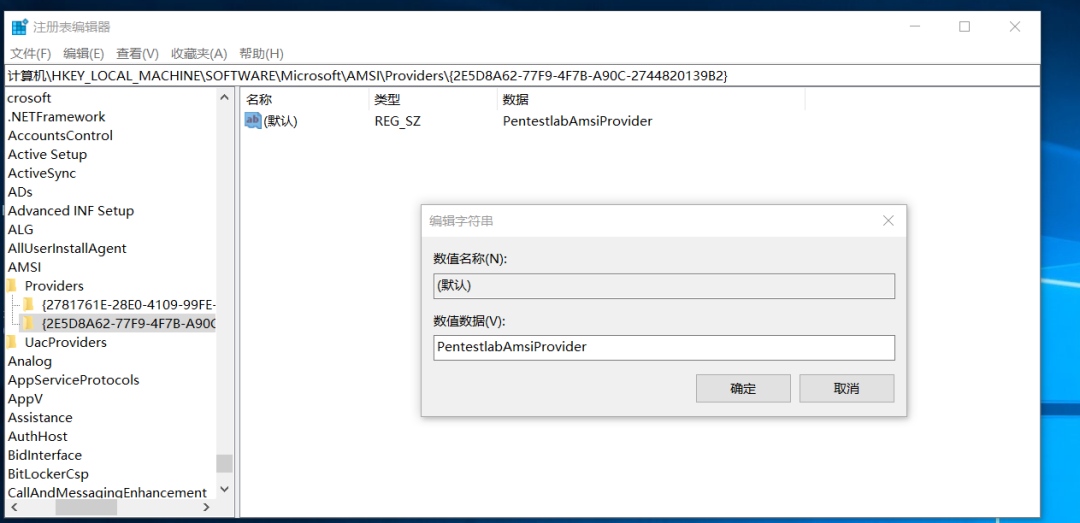 注册表编辑器
文件(F) 编辑(E) 查看(V) 收藏夹(A) 帮助(H)
计算机\HKEY_LOCAL_MACHINE\SOFTWARE\Microsoft\AMSI\Providers\{2E5D8A62-77F9-4F7B-A90C-2744820139B2}
crosoft
.NETFramework
AccountsControl
Active Setup
ActiveSync
ADs
Advanced INF Setup
ALG
AllUserInstallAgent
AMSI
Providers
{2781761E-28E0-4109-99FE-
{2E5D8A62-77F9-4F7B-A90C
UacProviders
Analog
AppServiceProtocols
AppV
Assistance
AuthHost
BidInterface
BitLockerCsp
CallAndMessagingEnhancement
名称 类型 数据
ab (默认) REG_SZ PentestlabAmsiProvider
编辑字符串
数值名称(N):
(默认)
数值数据(V):
PentestlabAmsiProvider
确定 取消